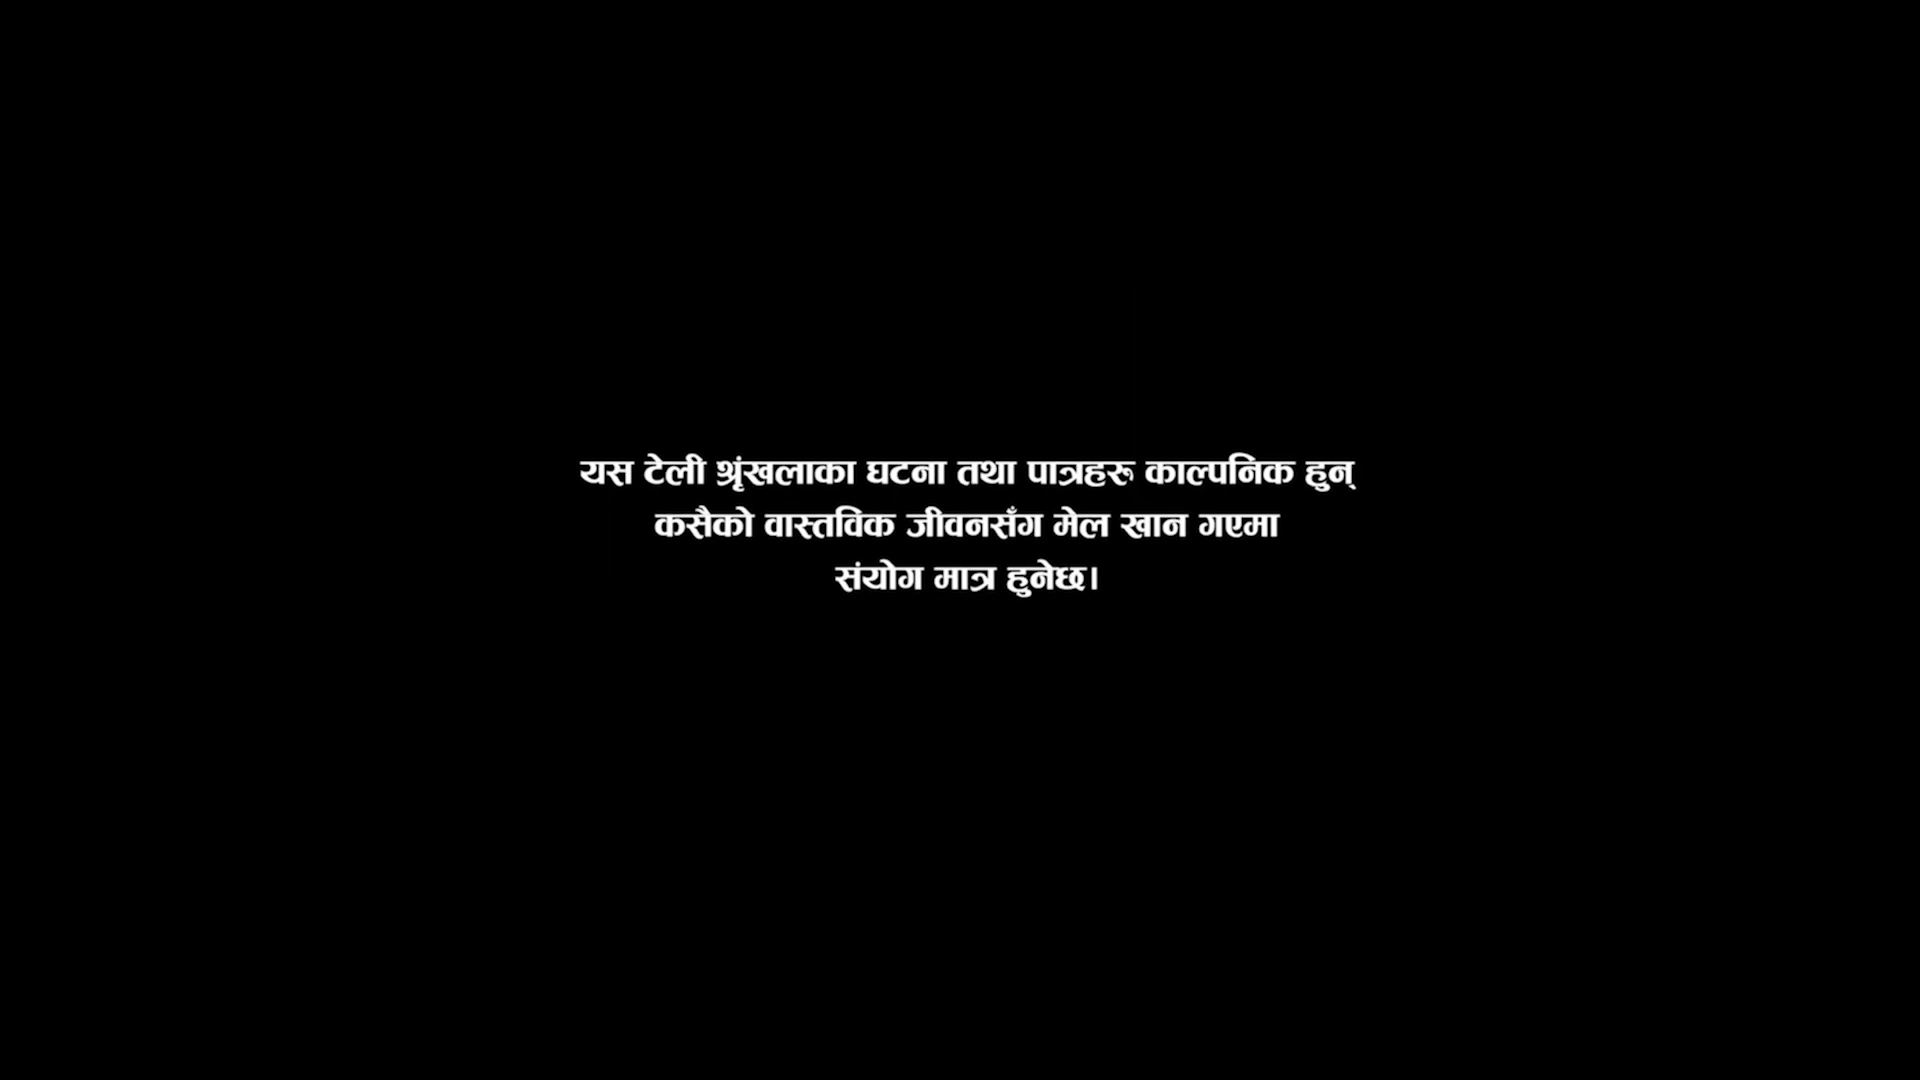 यस टेली श्रृंखलाका घटना तथा पात्रहरू काल्पनिक हुन्
कसैको वास्तविक जीवनसँग मेल खान गएमा
संयोग मात्र हुनेछ।